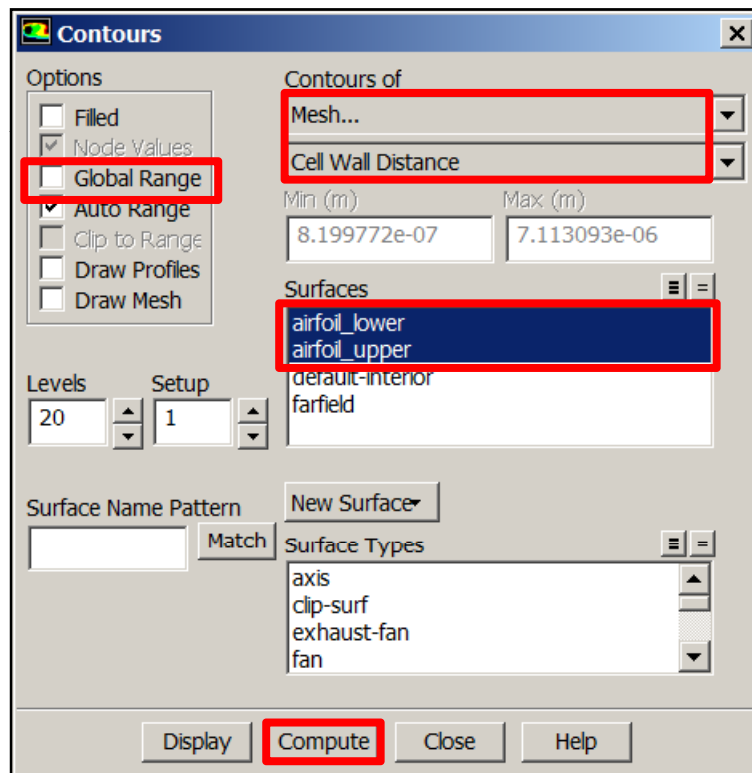 Contours
Options
Filled
Node Values
Global Range
Auto Range
Clip to Range
Draw Profiles
Draw Mesh
Levels
Setup
20
1
Surface Name Pattern
Match
Contours of
Mesh...
Cell Wall Distance
Min (m)
Max (m)
8.199772e-07
7.113093e-06
Surfaces
airfoil_lower
airfoil_upper
default-interior
farfield
New Surface
Surface Types
axis
clip-surf
exhaust-fan
fan
Display
Compute
Close
Help